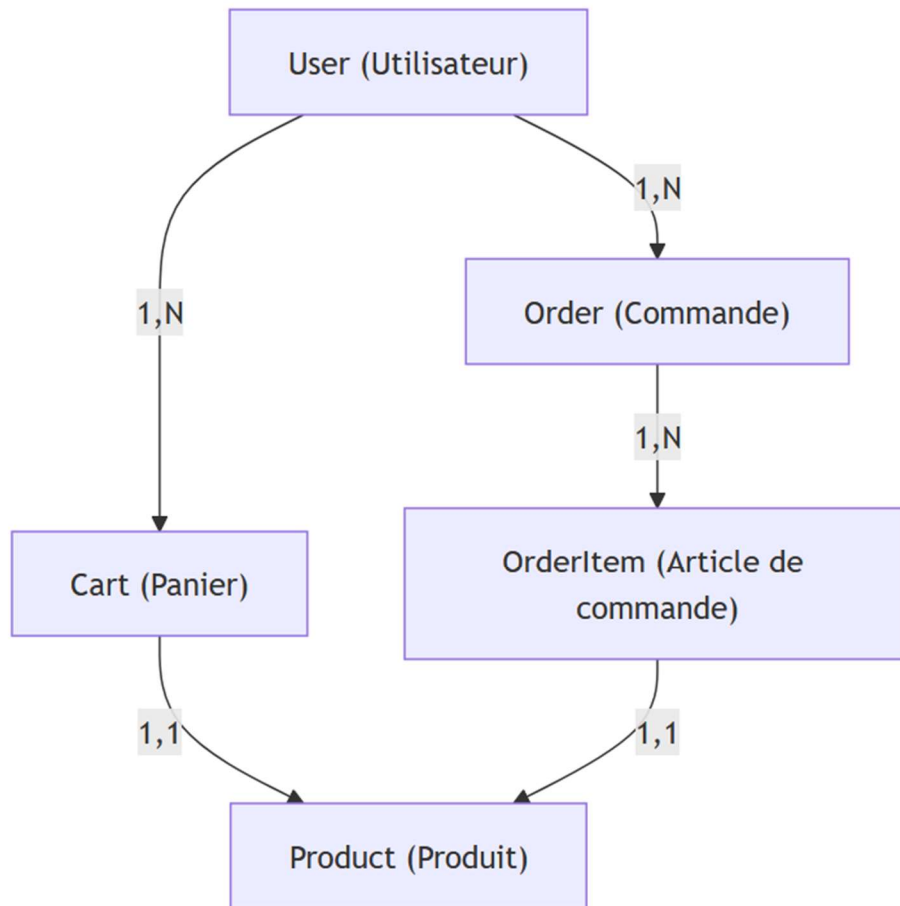 User (Utilisateur)
1,N
Order (Commande)
1,N
1,N
OrderItem (Article de
commande)
Cart (Panier)
1,1
1,1
Product (Produit)